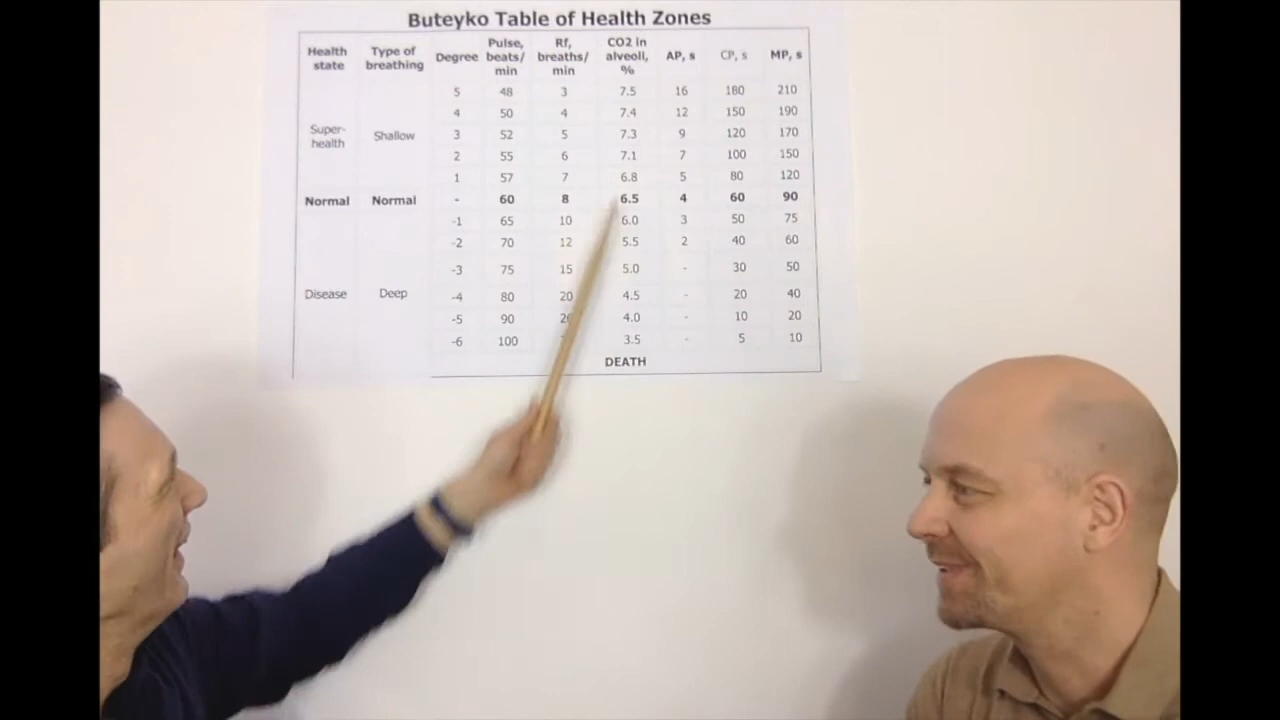 Buteyko Table of Health Zones
Health state Type of breathing Degree Pulse, beats/min Rf, breaths/min CO2 in alveoli, % AP, s CP, s MP, s
5 48 3 7.5 16 180 210
4 50 4 7.4 12 150 190
Super-health Shallow 3 52 5 7.3 9 120 170
2 55 6 7.1 7 100 150
1 57 7 6.8 5 80 120
Normal Normal - 60 8 6.5 4 60 90
-1 65 10 6.0 3 50 75
-2 70 12 5.5 2 40 60
-3 75 15 5.0 - 30 50
Disease Deep -4 80 20 4.5 - 20 40
-5 90 4.0 - 10 20
-6 100 3.5 - 5 10
DEATH